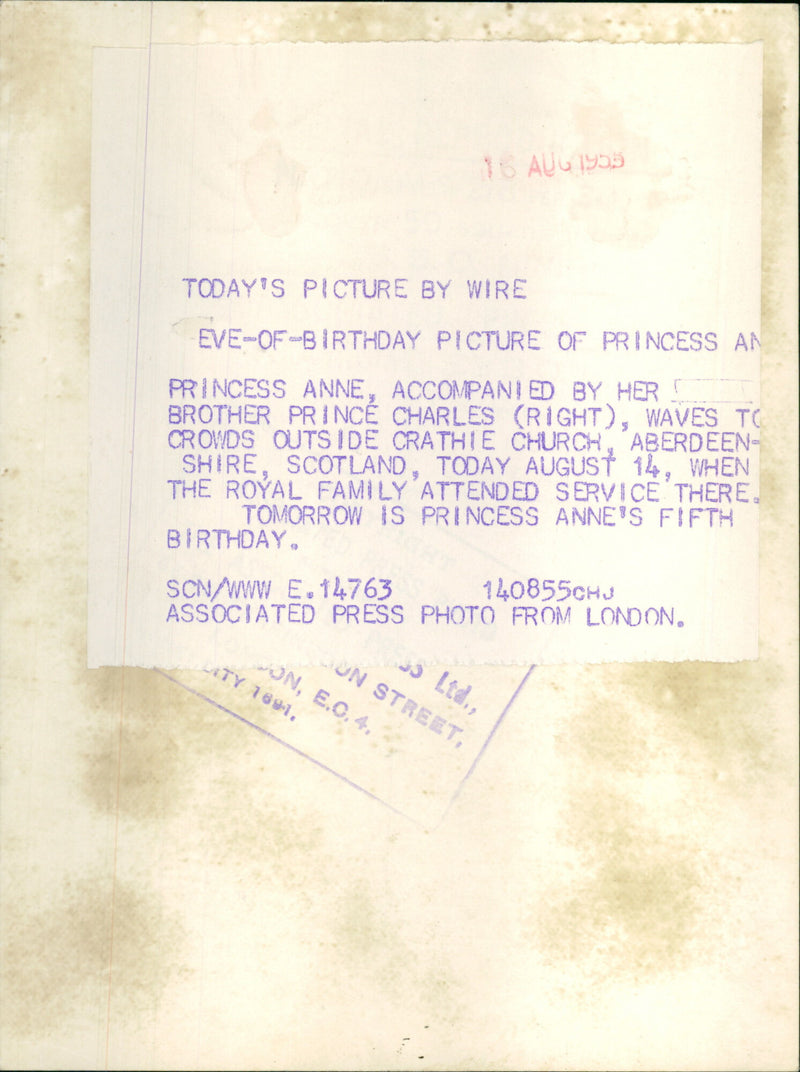 16 AUG 1955
TODAY'S PICTURE BY WIRE
EVE-OF-BIRTHDAY PICTURE OF PRINCESS AN
PRINCESS ANNE, ACCOMPANIED BY HER
BROTHER PRINCE CHARLES (RIGHT), WAVES TO
CROWDS OUTSIDE CRATHIE CHURCH, ABERDEEN-
SHIRE, SCOTLAND, TODAY AUGUST 14, WHEN
THE ROYAL FAMILY ATTENDED SERVICE THERE.
TOMORROW IS PRINCESS ANNE'S FIFTH
BIRTHDAY.
SCN/WWW E.14763 140855CHJ
ASSOCIATED PRESS PHOTO FROM LONDON.
Ltd.,
STREET,
E.C.4.